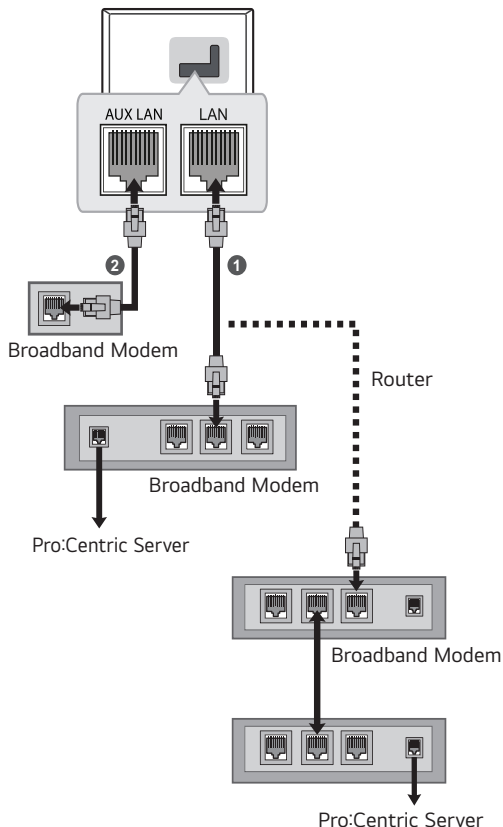 AUX LAN
LAN
2
1
Broadband Modem
Router
Broadband Modem
Pro:Centric Server
Broadband Modem
Pro:Centric Server